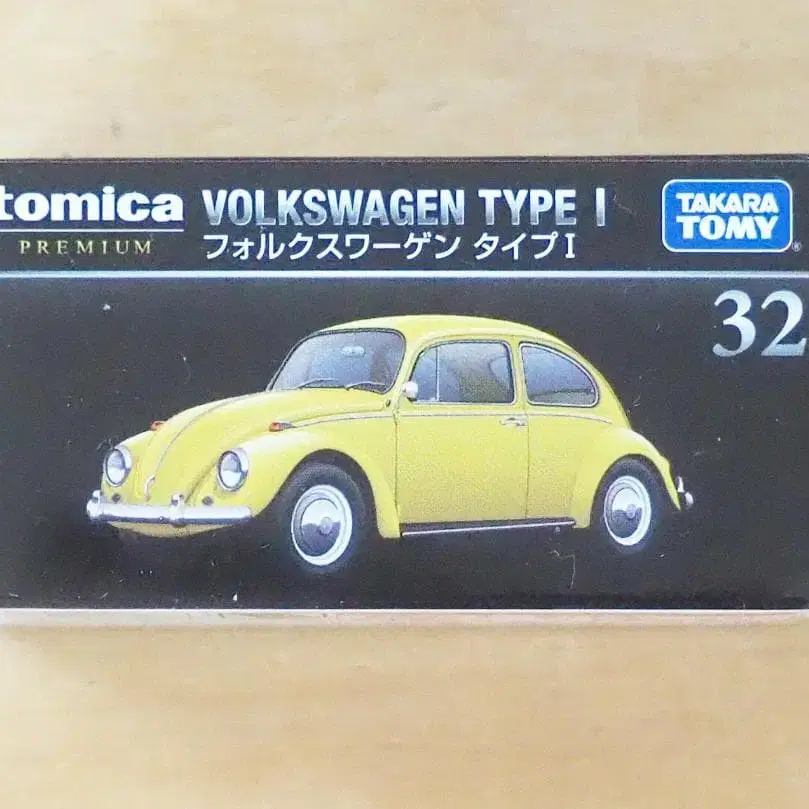 tomica
PREMIUM
VOLKSWAGEN TYPE I
フォルクスワーゲン タイプI
TAKARA
TOMY
®
32